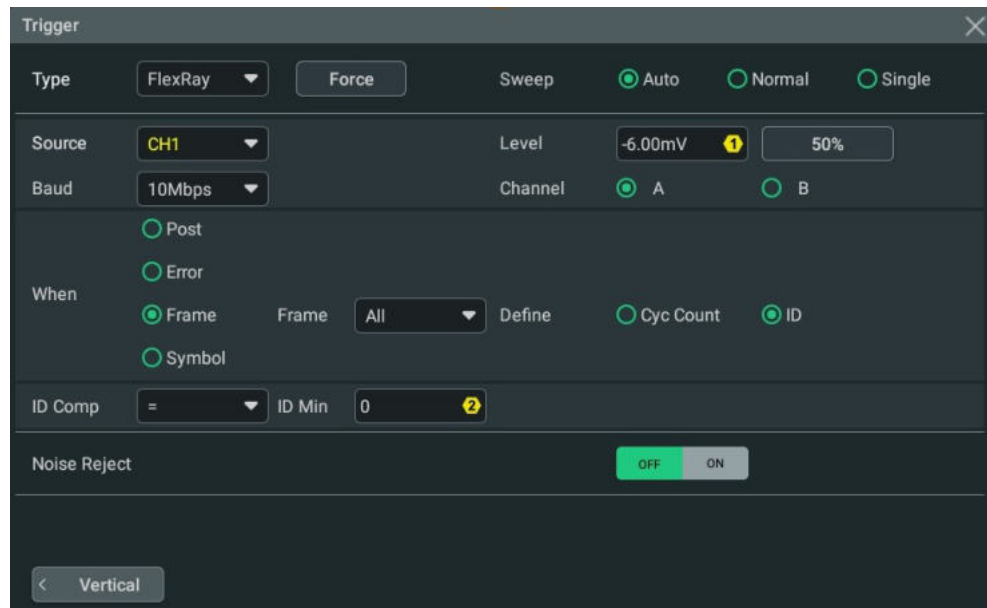 Trigger
Type FlexRay Force Sweep Auto Normal Single
Source CH1 Level -6.00mV 1 50%
Baud 10Mbps Channel A B
Post
Error
When
Frame Frame All Define Cyc Count ID
Symbol
ID Comp = ID Min 0 2
Noise Reject OFF ON
< Vertical